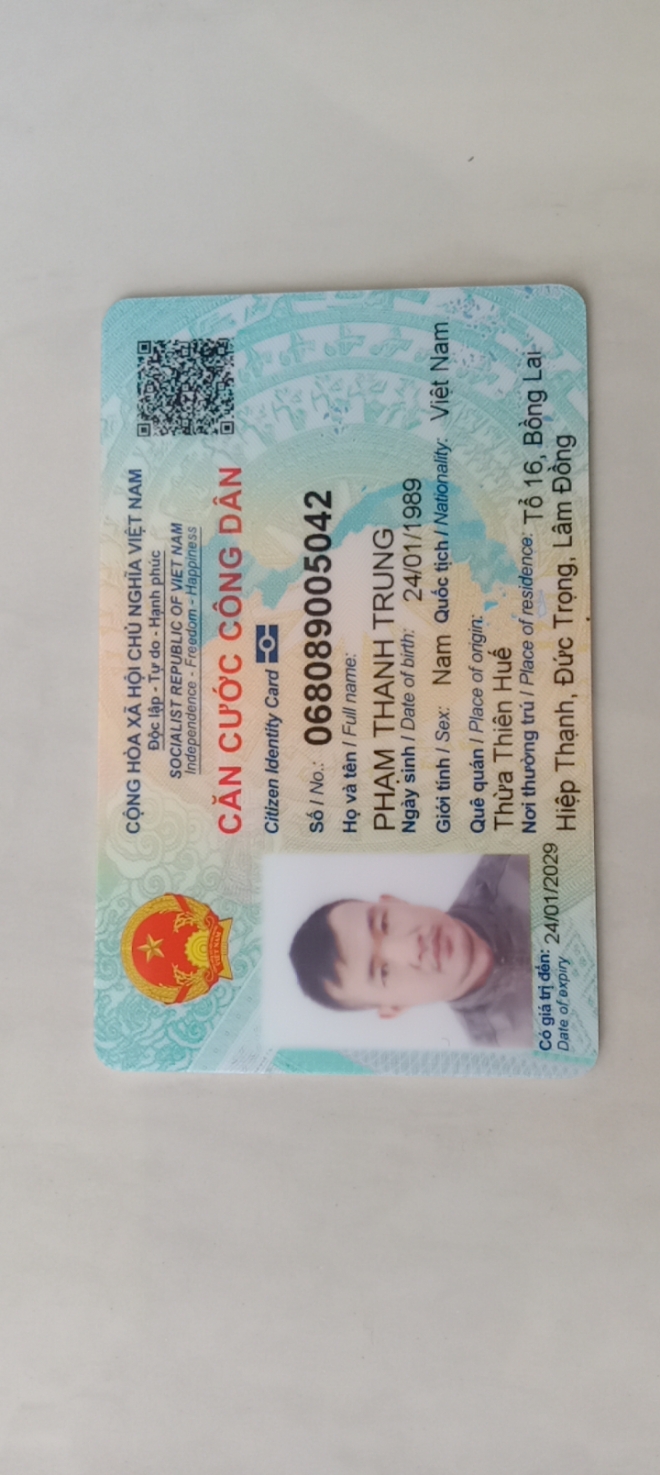 CỘNG HÒA XÃ HỘI CHỦ NGHĨA VIỆT NAM
Độc lập - Tự do - Hạnh phúc
SOCIALIST REPUBLIC OF VIET NAM
Independence - Freedom - Happiness
CĂN CƯỚC CÔNG DÂN
Citizen Identity Card
Số / No.: 068089005042
Họ và tên / Full name:
PHẠM THANH TRUNG
Ngày sinh / Date of birth: 24/01/1989
Giới tính / Sex: Nam Quốc tịch / Nationality: Việt Nam
Quê quán / Place of origin:
Thừa Thiên Huế
Nơi thường trú / Place of residence: Tổ 16, Bồng Lai
Hiệp Thạnh, Đức Trọng, Lâm Đồng
Có giá trị đến: 24/01/2029
Date of expiry
VIỆT NAM